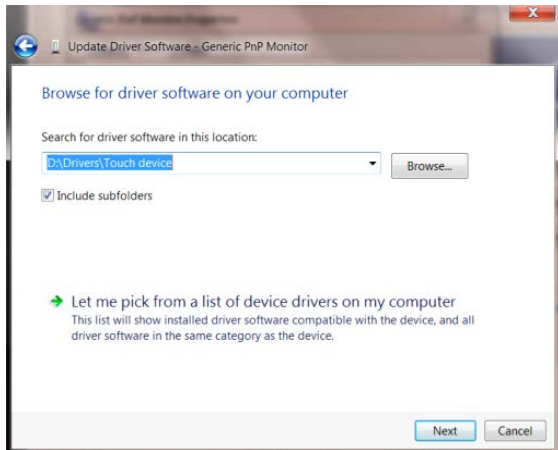 Update Driver Software - Generic PnP Monitor
Browse for driver software on your computer
Search for driver software in this location:
D:\Drivers\Touch device
Browse...
Include subfolders
Let me pick from a list of device drivers on my computer
This list will show installed driver software compatible with the device, and all
driver software in the same category as the device.
Next
Cancel